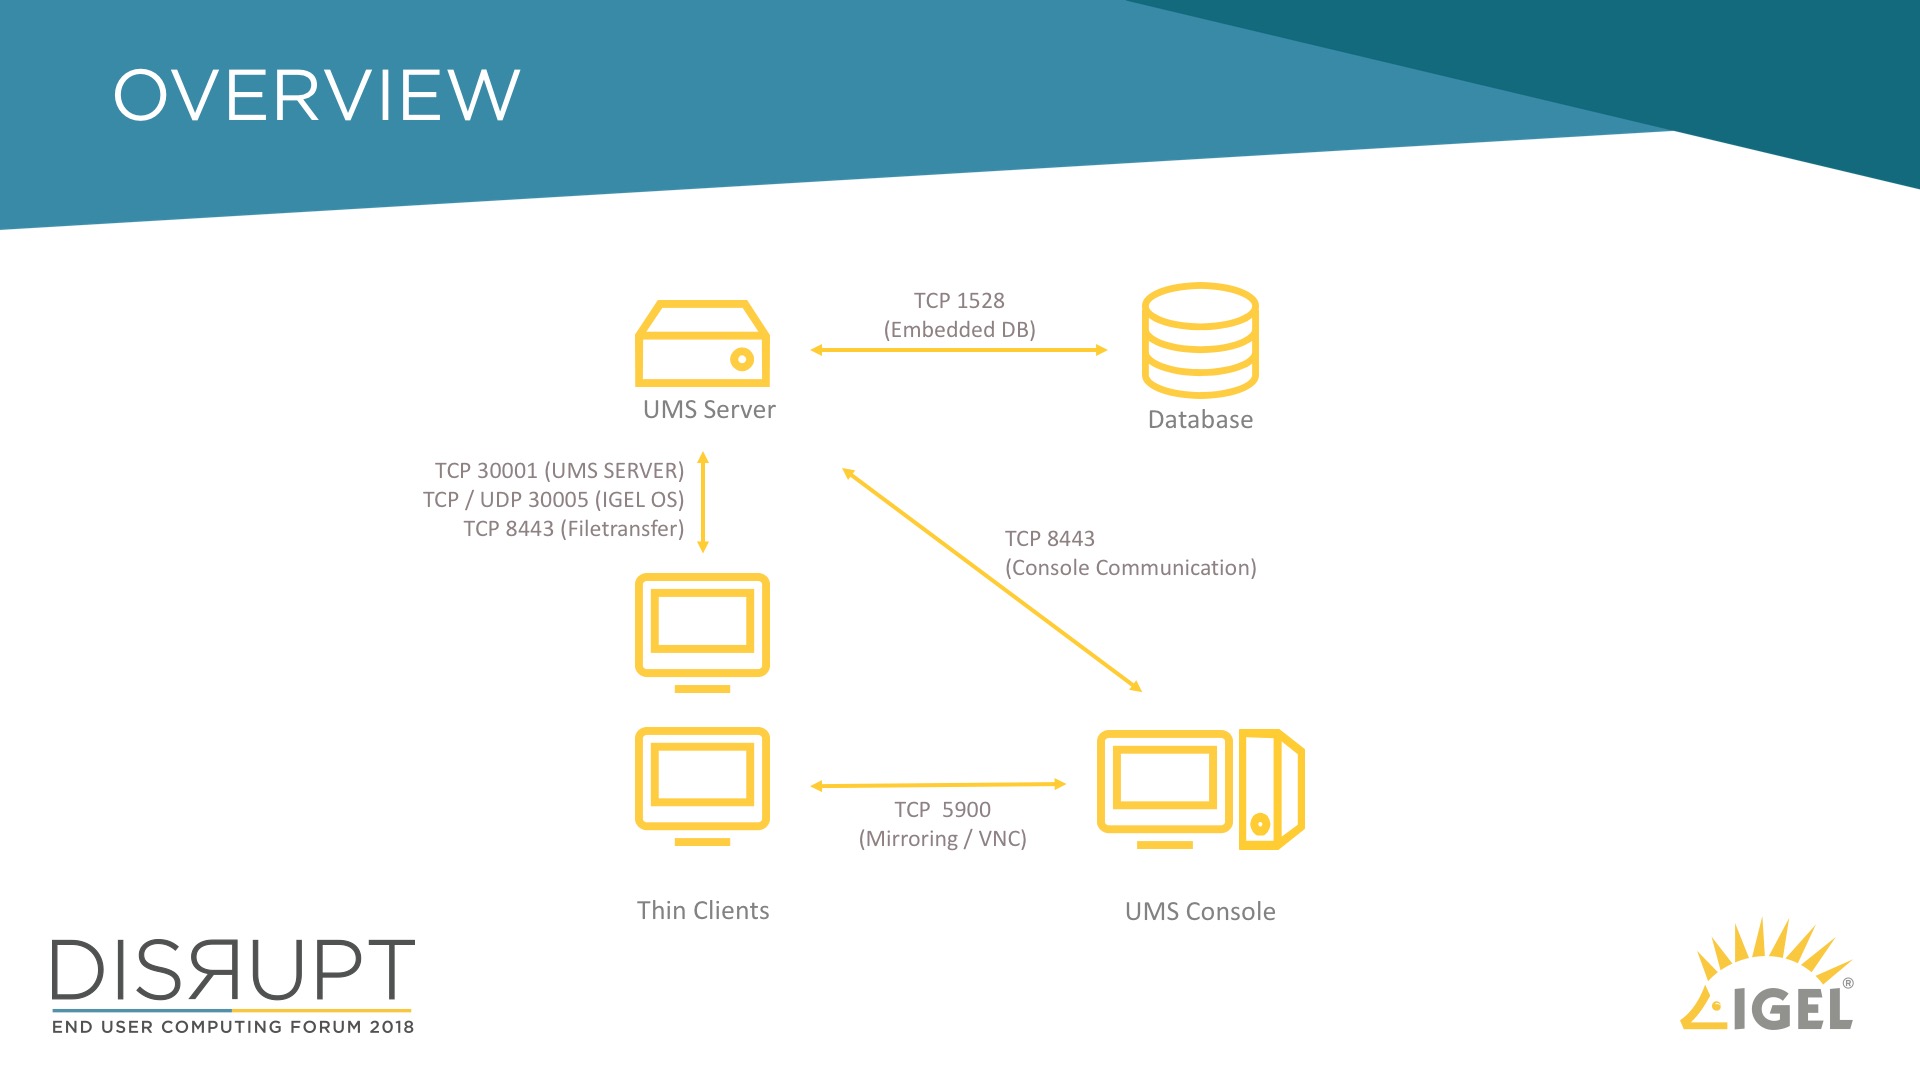 OVERVIEW
TCP 1528
(Embedded DB)
UMS Server
Database
TCP 30001 (UMS SERVER)
TCP / UDP 30005 (IGEL OS)
TCP 8443 (Filetransfer)
TCP 8443
(Console Communication)
TCP  5900
(Mirroring / VNC)
Thin Clients
UMS Console
DISЯUPT
END USER COMPUTING FORUM 2018
IGEL®